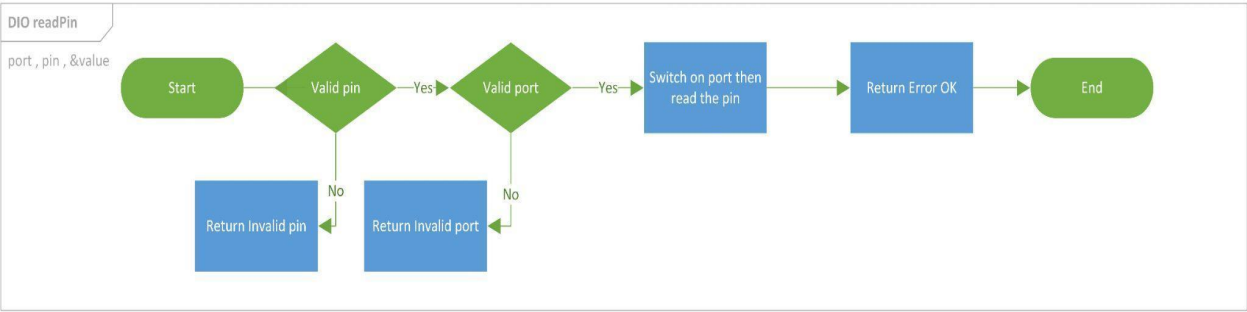 DIO readPin
port , pin , &value
Start
Valid pin
Yes
Valid port
Yes
Switch on port then
read the pin
Return Error OK
End
No
No
Return Invalid pin
Return Invalid port